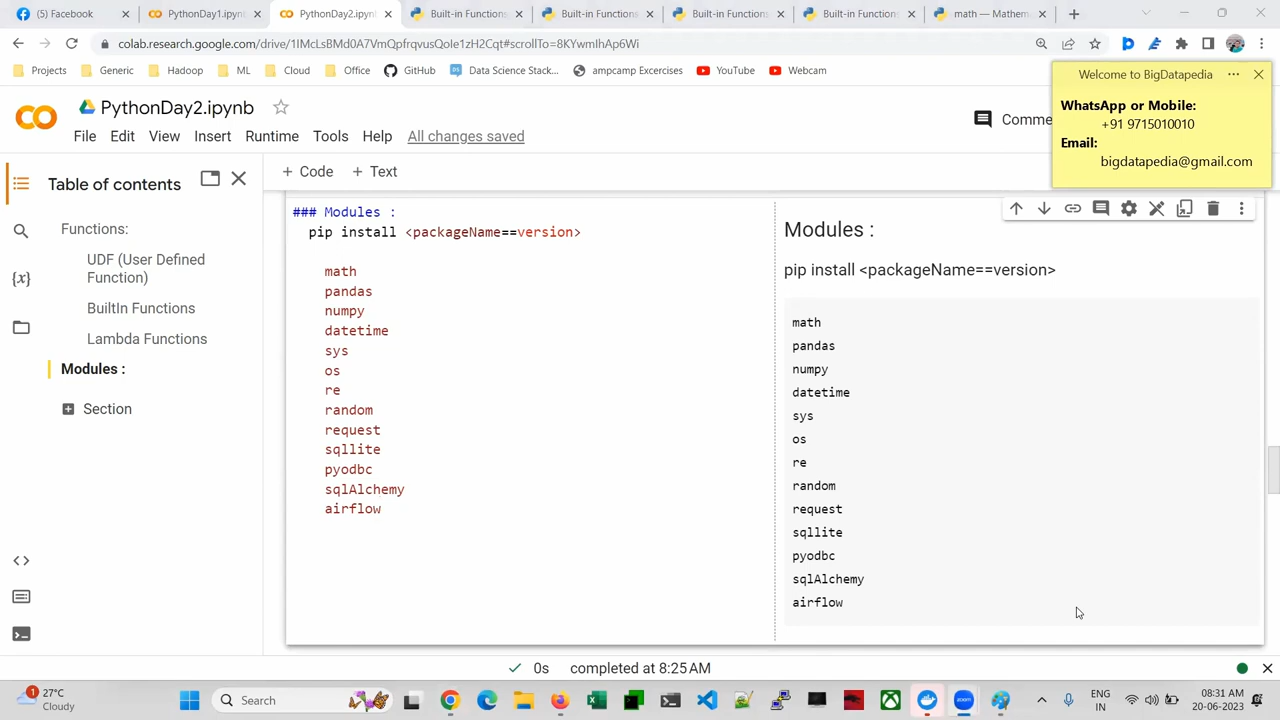 (5) Facebook
PythonDay1.ipynb
PythonDay2.ipynb
Built-in Functions
Built-in Functions
Built-in Functions
Built-in Functions
math — Mathem
colab.research.google.com/drive/1IMcLsBMd0A7VmQpfrqvusQoIn1zH2Cqt#scrollTo=8KYwmIhAp6Wi
Projects
Generic
Hadoop
ML
Cloud
Office
GitHub
Data Science Stack...
ampcamp Excercises
YouTube
Webcam
Welcome to BigDatapedia
WhatsApp or Mobile:
+91 9715010010
Email:
bigdatapedia@gmail.com
PythonDay2.ipynb
File Edit View Insert Runtime Tools Help All changes saved
Comme
Table of contents
+ Code + Text
Functions:
UDF (User Defined
Function)
BuiltIn Functions
Lambda Functions
Modules :
Section
### Modules :
pip install <packageName==version>
math
pandas
numpy
datetime
sys
os
re
random
request
sqllite
pyodbc
sqlAlchemy
airflow
Modules :
pip install <packageName==version>
math
pandas
numpy
datetime
sys
os
re
random
request
sqllite
pyodbc
sqlAlchemy
airflow
0s completed at 8:25 AM
1
27°C
Cloudy
Search
ENG
IN
08:31 AM
20-06-2023